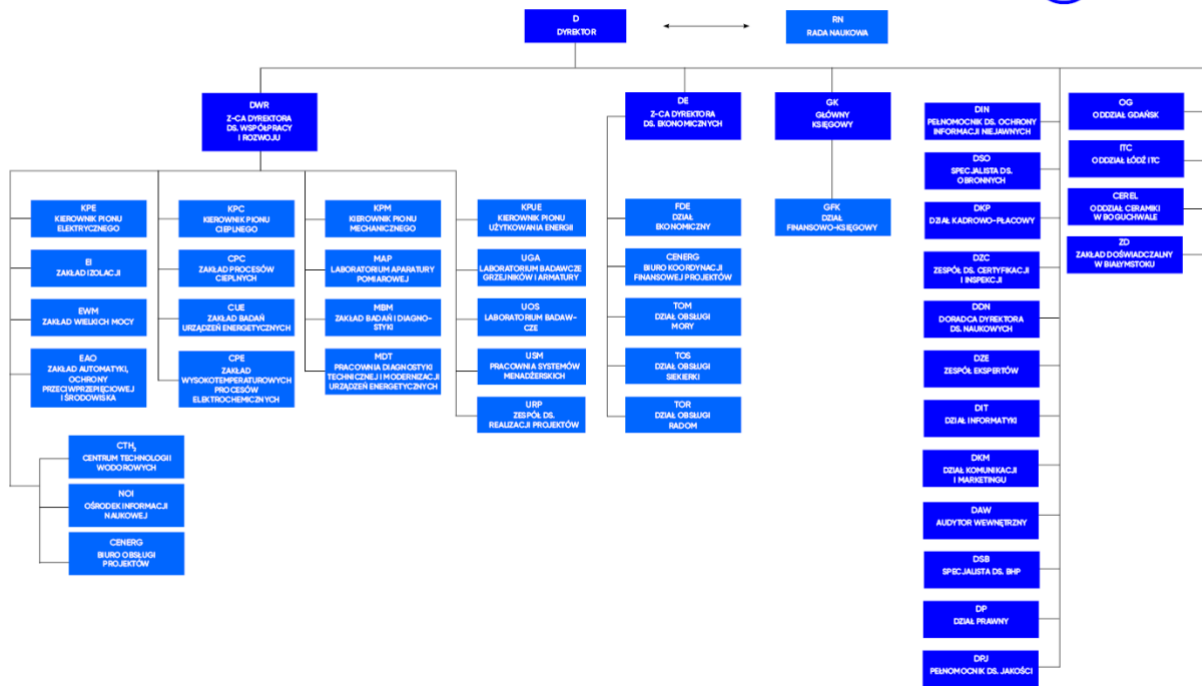 D
DYREKTOR
RN
RADA NAUKOWA
DWR
Z-CA DYREKTORA
DS. WSPÓŁPRACY
I ROZWOJU
DE
Z-CA DYREKTORA
DS. EKONOMICZNYCH
GK
GŁÓWNY
KSIĘGOWY
KPE
KIEROWNIK PIONU
ELEKTRYCZNEGO
EI
ZAKŁAD IZOLACJI
EWM
ZAKŁAD WIELKICH MOCY
EAO
ZAKŁAD AUTOMATYKI,
OCHRONY
PRZECIWPRZEPIĘCIOWEJ
I ŚRODOWISKA
KPC
KIEROWNIK PIONU
CIEPLNEGO
CPC
ZAKŁAD PROCESÓW
CIEPLNYCH
CUE
ZAKŁAD BADAŃ
URZĄDZEŃ ENERGETYCZNYCH
CPE
ZAKŁAD
WYSOKOTEMPERATUROWYCH
PROCESÓW
ELEKTROCHEMICZNYCH
KPM
KIEROWNIK PIONU
MECHANICZNEGO
MAP
LABORATORIUM APARATURY
POMIAROWEJ
MBM
ZAKŁAD BADAŃ I DIAGNO-
STYKI
MDT
PRACOWNIA DIAGNOSTYKI
TECHNICZNEJ I MODERNIZACJI
URZĄDZEŃ ENERGETYCZNYCH
KPUE
KIEROWNIK PIONU
UŻYTKOWANIA ENERGII
UGA
LABORATORIUM BADAWCZE
GRZEJNIKÓW I ARMATURY
UOS
LABORATORIUM BADAW-
CZE
USM
PRACOWNIA SYSTEMÓW
MENADŻERSKICH
URP
ZESPÓŁ DS.
REALIZACJI PROJEKTÓW
CTH₂
CENTRUM TECHNOLOGII
WODOROWYCH
NOI
OŚRODEK INFORMACJI
NAUKOWEJ
CENERG
BIURO OBSŁUGI
PROJEKTÓW
FDE
DZIAŁ
EKONOMICZNY
CENERG
BIURO KOORDYNACJI
FINANSOWEJ PROJEKTÓW
TOM
DZIAŁ OBSŁUGI
MORY
TOS
DZIAŁ OBSŁUGI
SIEKIERKI
TOR
DZIAŁ OBSŁUGI
RADOM
GFK
DZIAŁ
FINANSOWO-KSIĘGOWY
DIN
PEŁNOMOCNIK DS. OCHRONY
INFORMACJI NIEJAWNYCH
DSO
SPECJALISTA DS.
OBRONNYCH
DKP
DZIAŁ KADROWO-PŁACOWY
DZC
ZESPÓŁ DS. CERTYFIKACJI
I INSPEKCJI
DDN
DORADCA DYREKTORA
DS. NAUKOWYCH
DZE
ZESPÓŁ EKSPERTÓW
DIT
DZIAŁ INFORMATYKI
DKM
DZIAŁ KOMUNIKACJI
I MARKETINGU
DAW
AUDYTOR WEWNĘTRZNY
DSB
SPECJALISTA DS. BHP
DP
DZIAŁ PRAWNY
DPJ
PEŁNOMOCNIK DS. JAKOŚCI
OG
ODDZIAŁ GDAŃSK
ITC
ODDZIAŁ ŁÓDŹ ITC
CEREL
ODDZIAŁ CERAMIKI
W BOGUCHWALE
ZD
ZAKŁAD DOŚWIADCZALNY
W BIAŁYMSTOKU